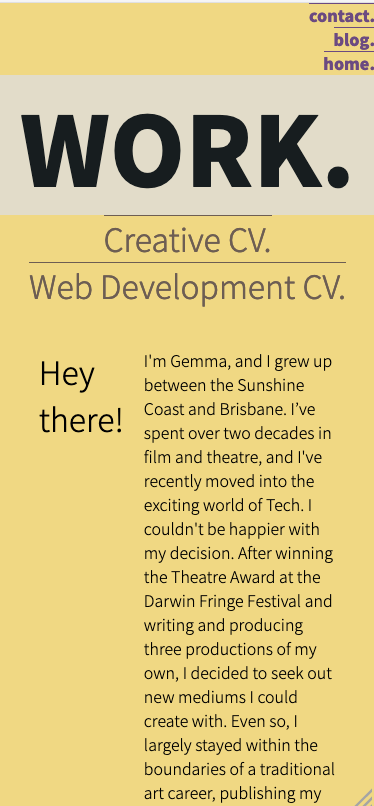 contact.
blog.
home.
WORK.
Creative CV.
Web Development CV.
Hey
there!
I'm Gemma, and I grew up
between the Sunshine
Coast and Brisbane. I’ve
spent over two decades in
film and theatre, and I've
recently moved into the
exciting world of Tech. I
couldn't be happier with
my decision. After winning
the Theatre Award at the
Darwin Fringe Festival and
writing and producing
three productions of my
own, I decided to seek out
new mediums I could
create with. Even so, I
largely stayed within the
boundaries of a traditional
art career, publishing my